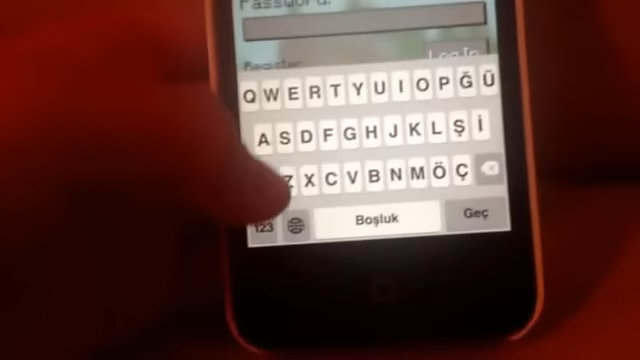 Password:
Log In
Register
Q W E R T Y U I O P Ğ Ü
A S D F G H J K L Ş İ
Z X C V B N M Ö Ç
123 Boşluk Geç